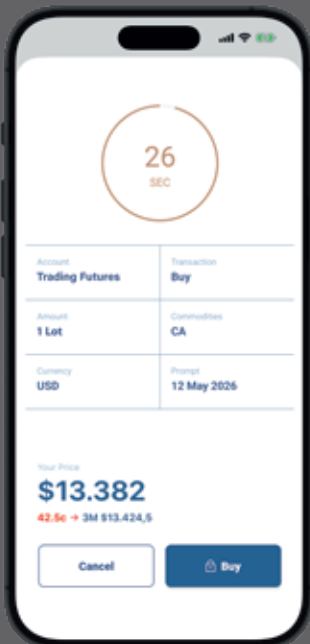 26
SEC
Account
Trading Futures
Transaction
Buy
Amount
1 Lot
Commodities
CA
Currency
USD
Prompt
12 May 2026
Your Price
$13.382
42.5c → 3M $13.424,5
Cancel
Buy